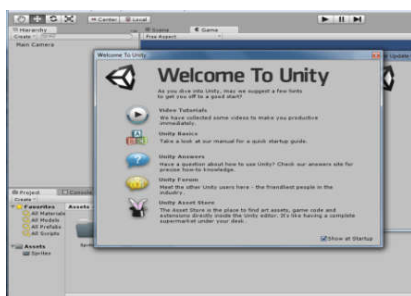 Center Local
Hierarchy
Scene Game
Create
Free Aspect
Main Camera
Welcome To Unity
Welcome To Unity
As you dive into Unity, may we suggest a few hints
to get you off to a good start?
Video Tutorials
We have collected some videos to make you productive
immediately.
Unity Basics
Take a look at our manual for a quick startup guide.
Unity Answers
Have a question about how to use Unity? Check our answers site for
precise how-to knowledge.
Unity Forum
Meet the other Unity users here - the friendliest people in the
industry.
Unity Asset Store
The Asset Store is the place to find art assets, game code and
extensions directly inside the Unity editor. It's like having a complete
supermarket under your desk.
Show at Startup
Project Console
Create
Favorites
All Materials
All Models
All Prefabs
All Scripts
Assets
Sprites
Assets